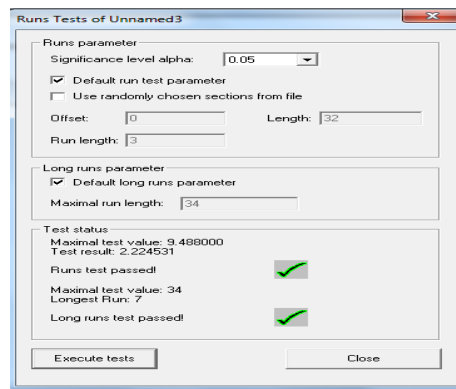 Runs Tests of Unnamed3
Runs parameter
Significance level alpha: 0.05
Default run test parameter
Use randomly chosen sections from file
Offset: 0 Length: 32
Run length: 3
Long runs parameter
Default long runs parameter
Maximal run length: 34
Test status
Maximal test value: 9.488000
Test result: 2.224531
Runs test passed!
Maximal test value: 34
Longest Run: 7
Long runs test passed!
Execute tests Close